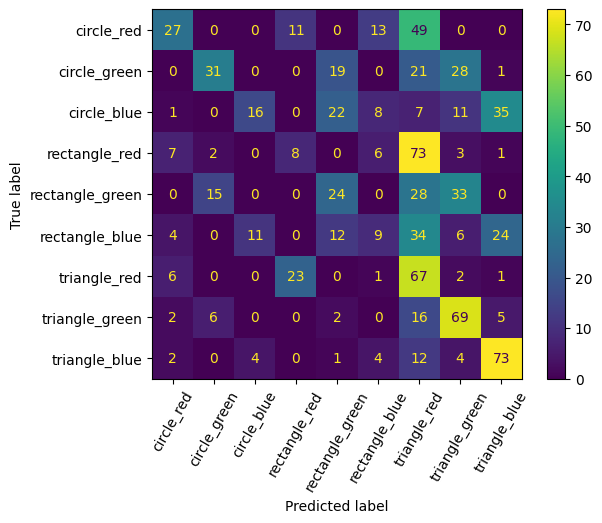 True label
circle_red 27 0 0 11 0 13 49 0 0
circle_green 0 31 0 0 19 0 21 28 1
circle_blue 1 0 16 0 22 8 7 11 35
rectangle_red 7 2 0 8 0 6 73 3 1
rectangle_green 0 15 0 0 24 0 28 33 0
rectangle_blue 4 0 11 0 12 9 34 6 24
triangle_red 6 0 0 23 0 1 67 2 1
triangle_green 2 6 0 0 2 0 16 69 5
triangle_blue 2 0 4 0 1 4 12 4 73
circle_red
circle_green
circle_blue
rectangle_red
rectangle_green
rectangle_blue
triangle_red
triangle_green
triangle_blue
Predicted label
70
60
50
40
30
20
10
0